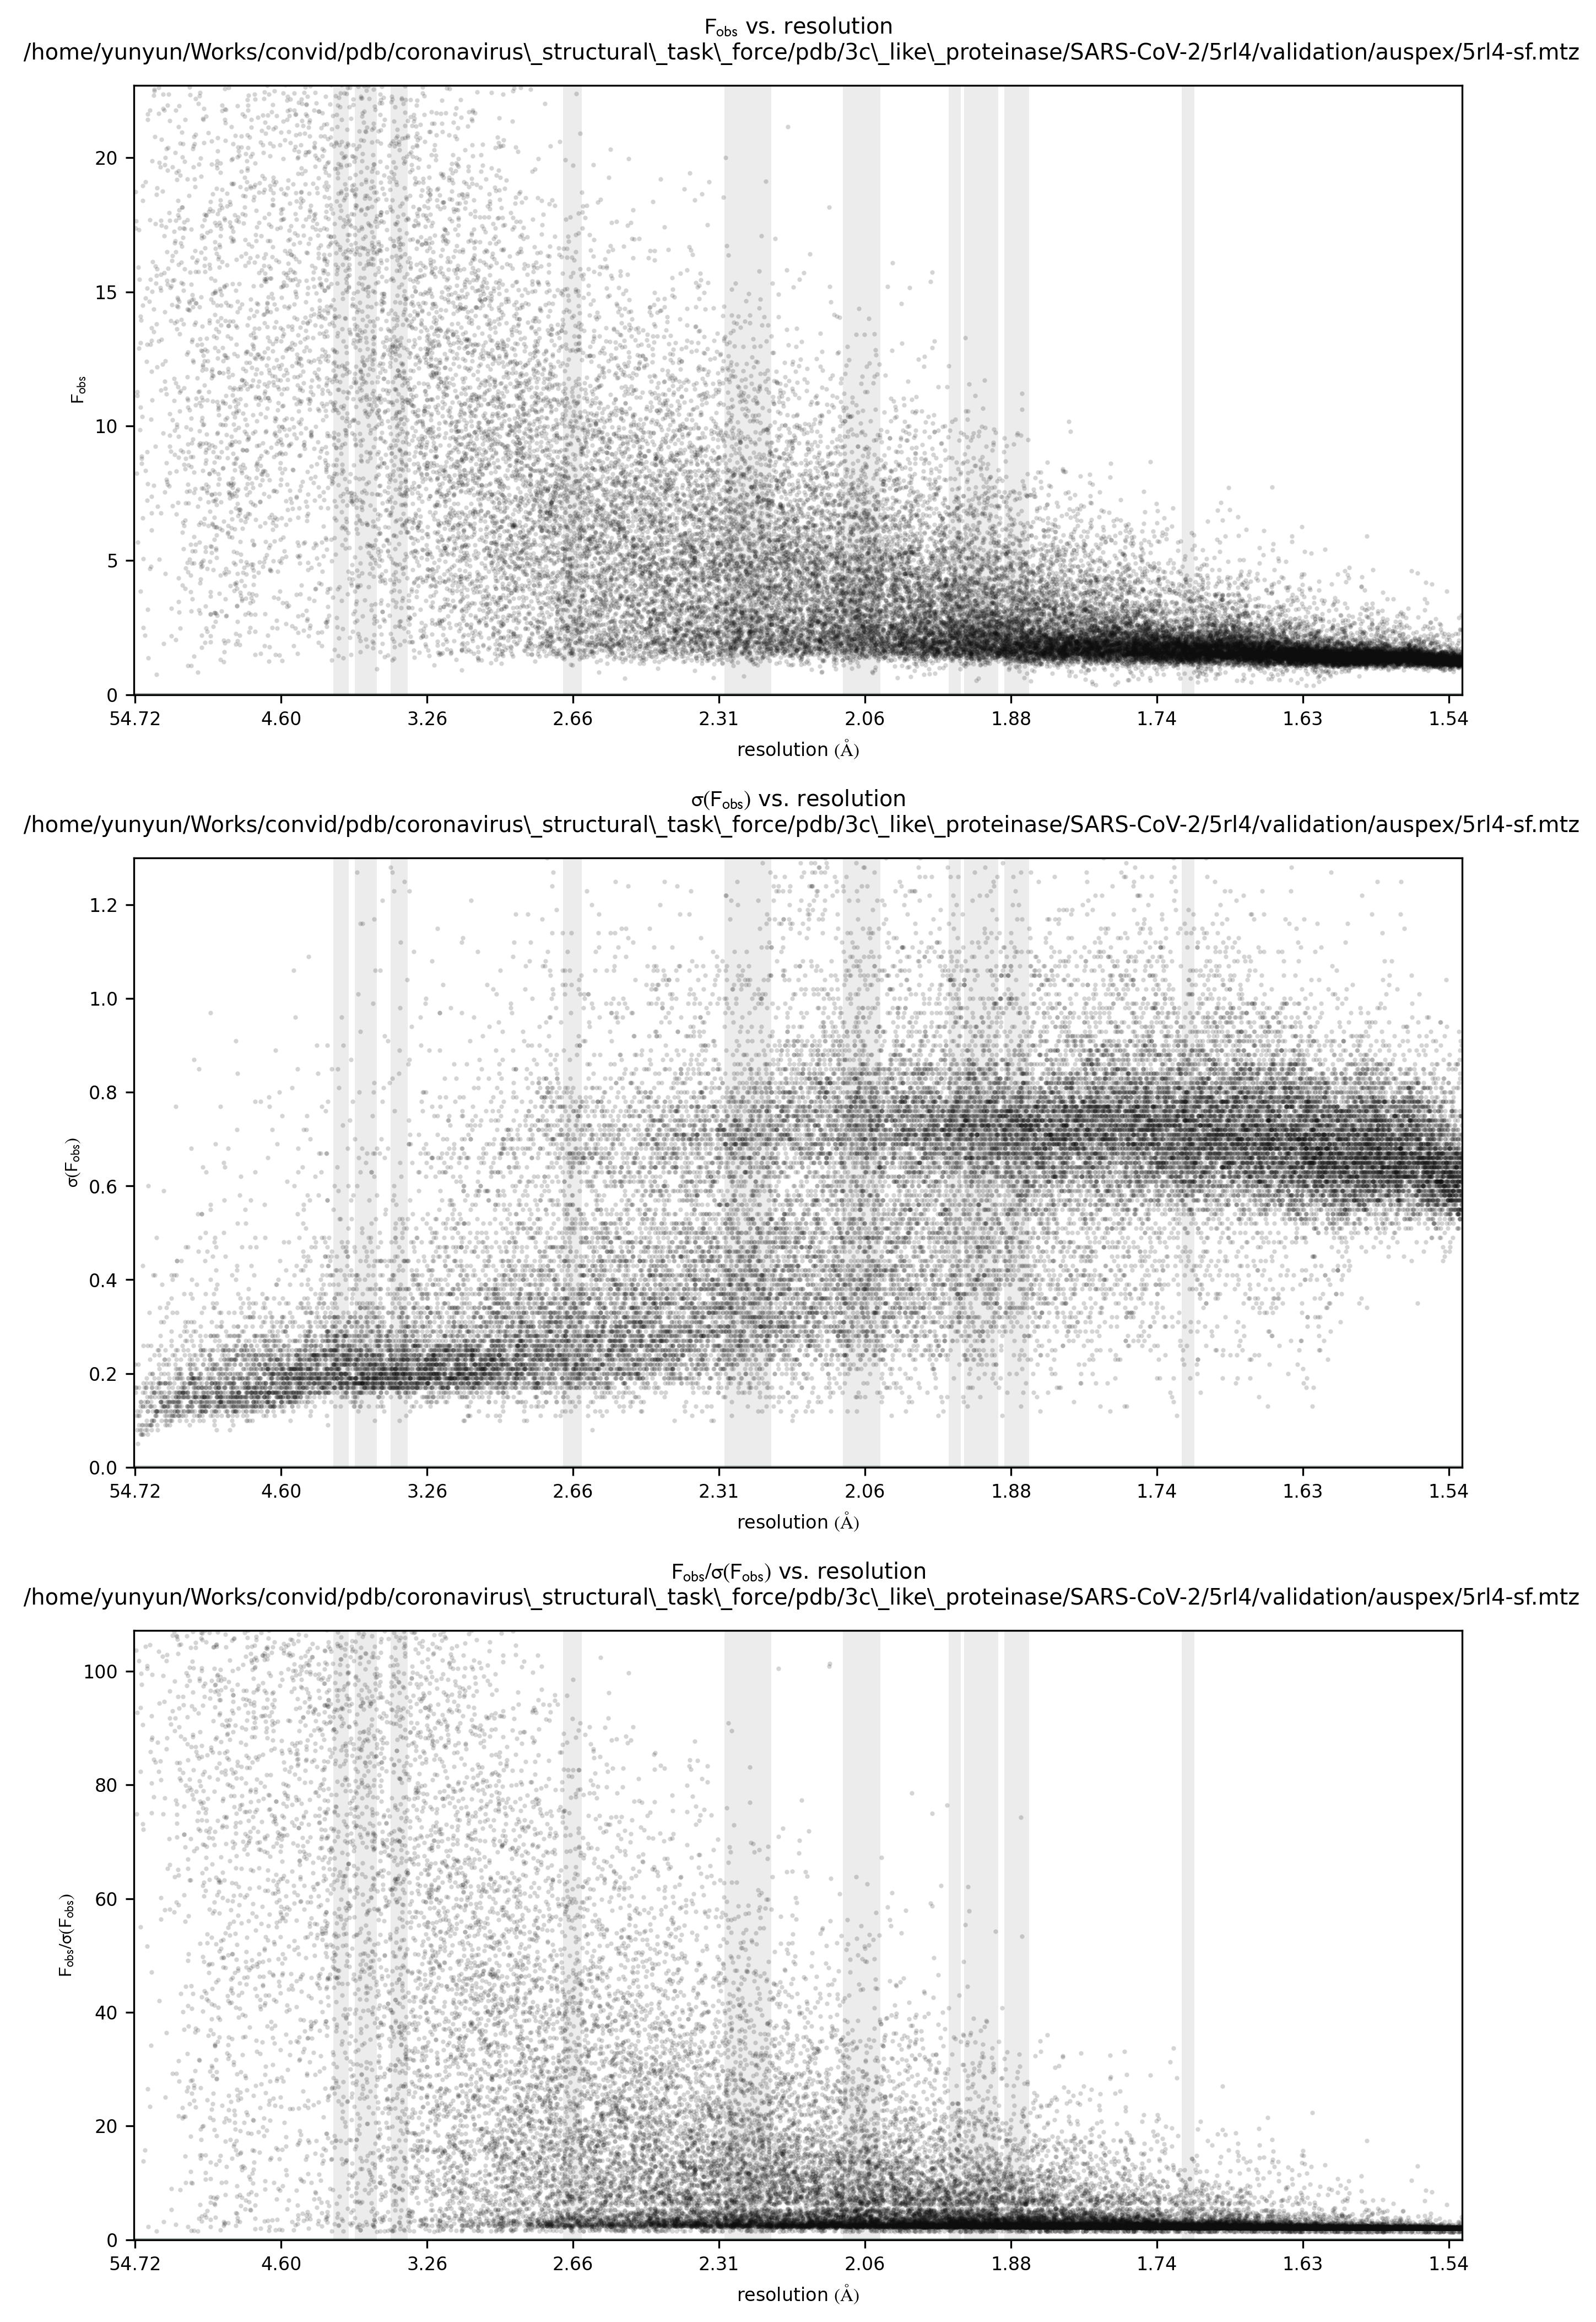 Fobs vs. resolution
/home/yunyun/Works/convid/pdb/coronavirus\_structural\_task\_force/pdb/3c\_like\_proteinase/SARS-CoV-2/5rl4/validation/auspex/5rl4-sf.mtz
20
15
10
5
0
Fobs
54.72 4.60 3.26 2.66 2.31 2.06 1.88 1.74 1.63 1.54
resolution (Å)
σ(Fobs) vs. resolution
/home/yunyun/Works/convid/pdb/coronavirus\_structural\_task\_force/pdb/3c\_like\_proteinase/SARS-CoV-2/5rl4/validation/auspex/5rl4-sf.mtz
1.2
1.0
0.8
0.6
0.4
0.2
0.0
σ(Fobs)
54.72 4.60 3.26 2.66 2.31 2.06 1.88 1.74 1.63 1.54
resolution (Å)
Fobs/σ(Fobs) vs. resolution
/home/yunyun/Works/convid/pdb/coronavirus\_structural\_task\_force/pdb/3c\_like\_proteinase/SARS-CoV-2/5rl4/validation/auspex/5rl4-sf.mtz
100
80
60
40
20
0
Fobs/σ(Fobs)
54.72 4.60 3.26 2.66 2.31 2.06 1.88 1.74 1.63 1.54
resolution (Å)